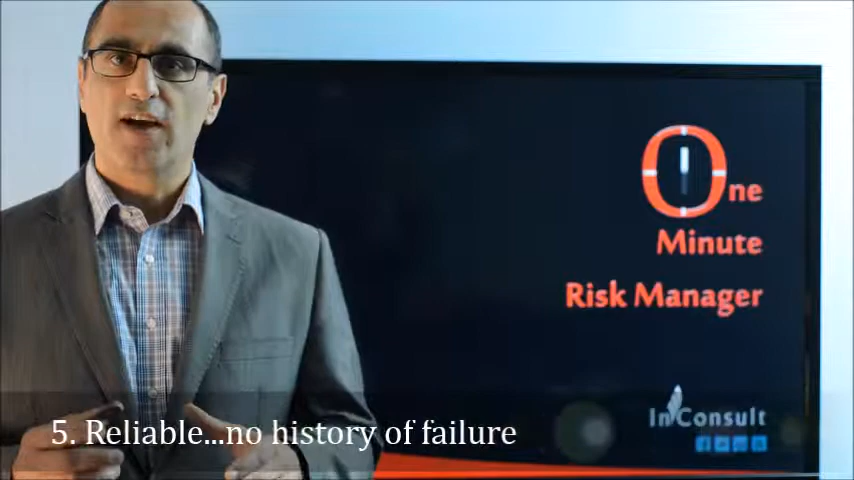 One
Minute
Risk Manager
InConsult
5. Reliable...no history of failure